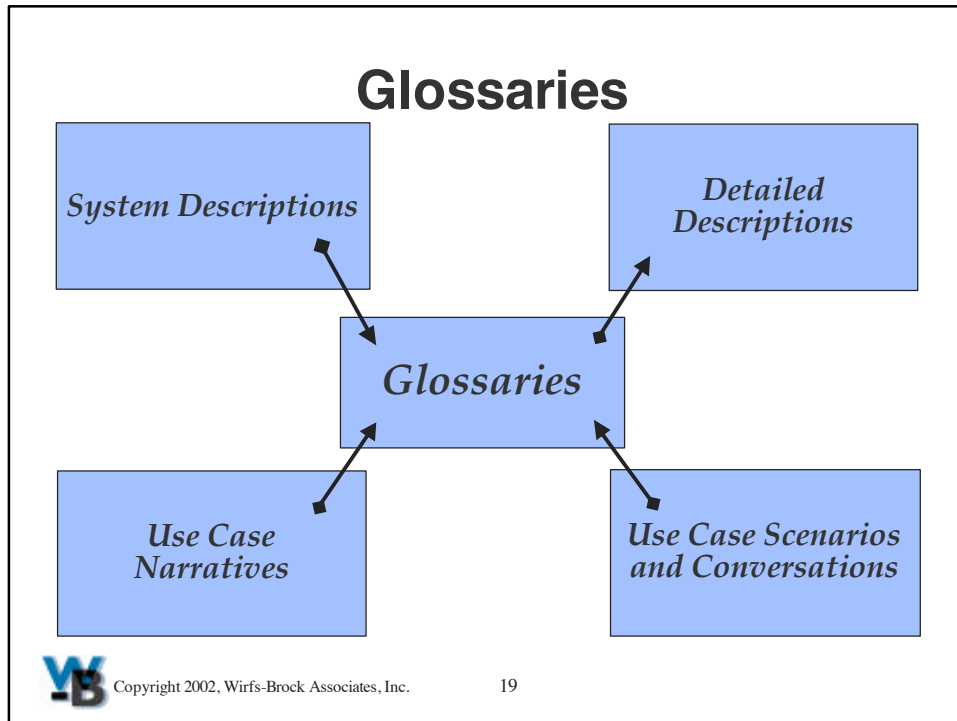 Glossaries
System Descriptions
Detailed
Descriptions
Glossaries
Use Case
Narratives
Use Case Scenarios
and Conversations
W-B
Copyright 2002, Wirfs-Brock Associates, Inc.
19